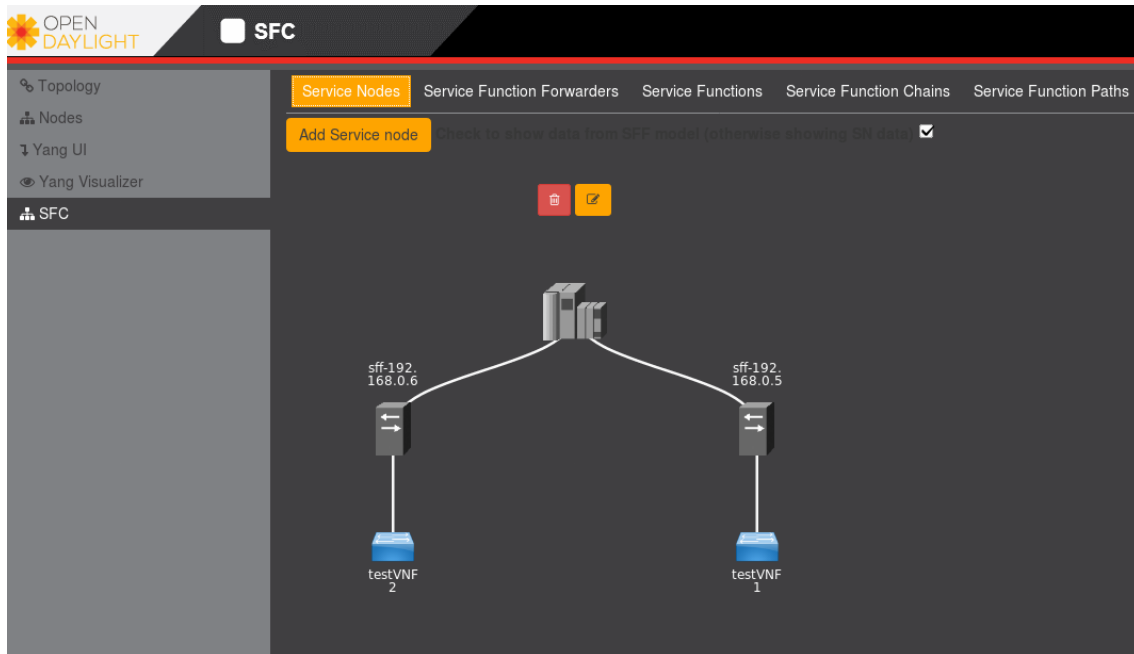 OPEN
DAYLIGHT
SFC
Topology
Nodes
Yang UI
Yang Visualizer
SFC
Service Nodes Service Function Forwarders Service Functions Service Function Chains Service Function Paths
Add Service node Check to show data from SFF model (otherwise showing SN data)
sff-192.
168.0.6
sff-192.
168.0.5
testVNF
2
testVNF
1